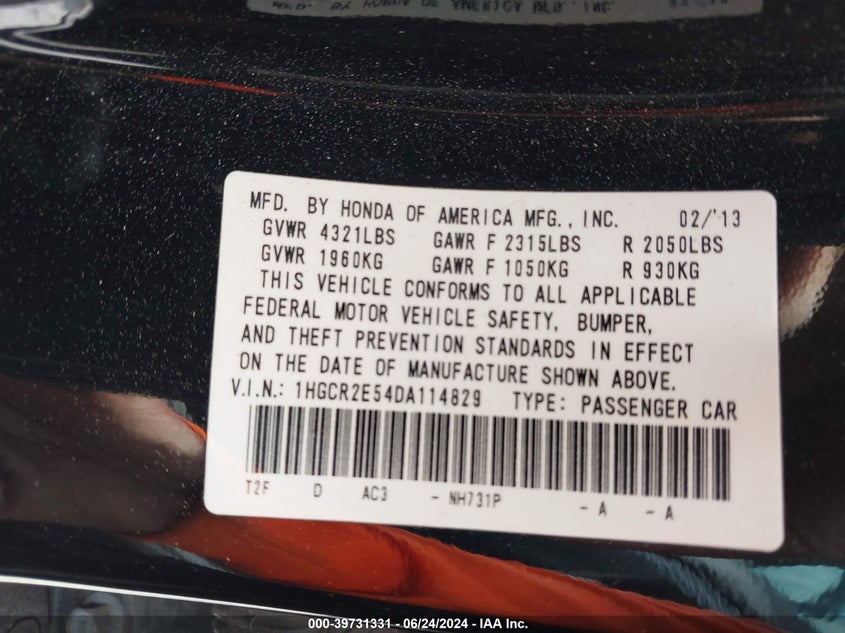 MFD. BY HONDA OF AMERICA MFG., INC. 02/'13
GVWR 4321LBS GAWR F 2315LBS R 2050LBS
GVWR 1960KG GAWR F 1050KG R 930KG
THIS VEHICLE CONFORMS TO ALL APPLICABLE
FEDERAL MOTOR VEHICLE SAFETY, BUMPER,
AND THEFT PREVENTION STANDARDS IN EFFECT
ON THE DATE OF MANUFACTURE SHOWN ABOVE.
V.I.N.: 1HGCR2E54DA114829 TYPE: PASSENGER CAR
T2F D AC3 - NH731P - A - A
000-39731331 - 06/24/2024 - IAA Inc.